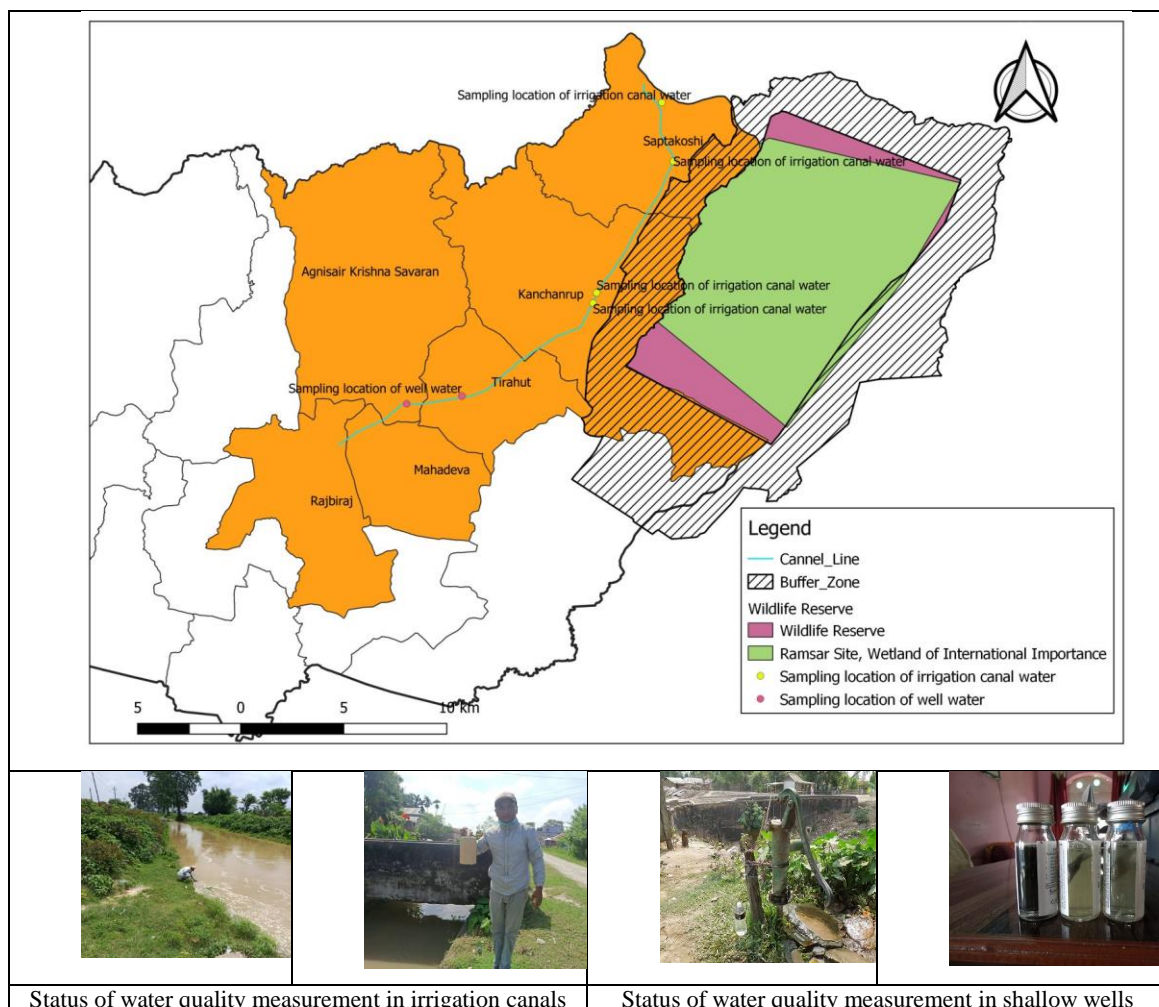 Sampling location of irrigation canal water
Saptakoshi
Sampling location of irrigation canal water
Agnisair Krishna Savaran
Sampling location of irrigation canal water
Kanchanrup
Sampling location of irrigation canal water
Tirahut
Sampling location of well water
Mahadeva
Rajbiraj
Legend
Cannel_Line
Buffer_Zone
Wildlife Reserve
Wildlife Reserve
Ramsar Site, Wetland of International Importance
Sampling location of irrigation canal water
Sampling location of well water
5 0 5 10 km
Status of water quality measurement in irrigation canals
Status of water quality measurement in shallow wells